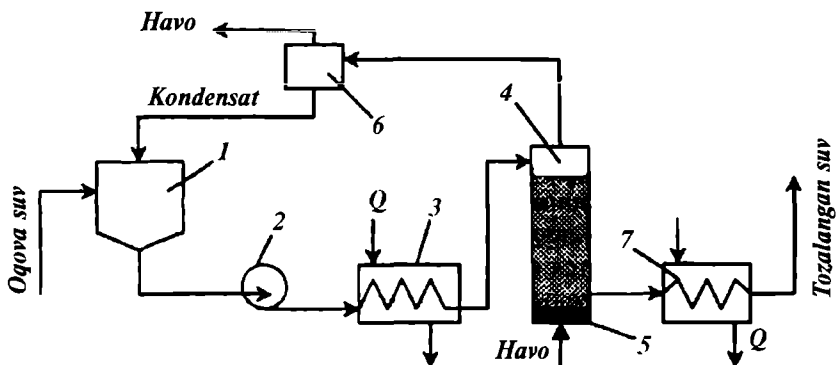 Havo
Kondensat
6
4
1
Oqova suv
2
Q
3
7
Tozalangan suv
Havo
5
Q